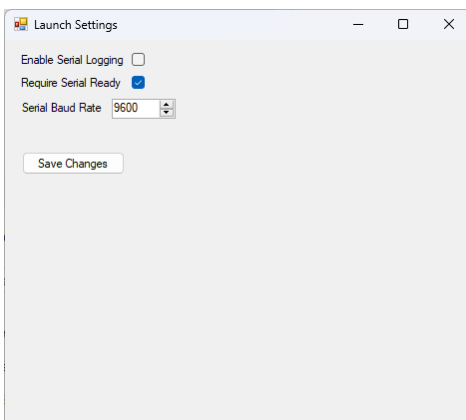 Launch Settings
Enable Serial Logging
Require Serial Ready
Serial Baud Rate 9600
Save Changes